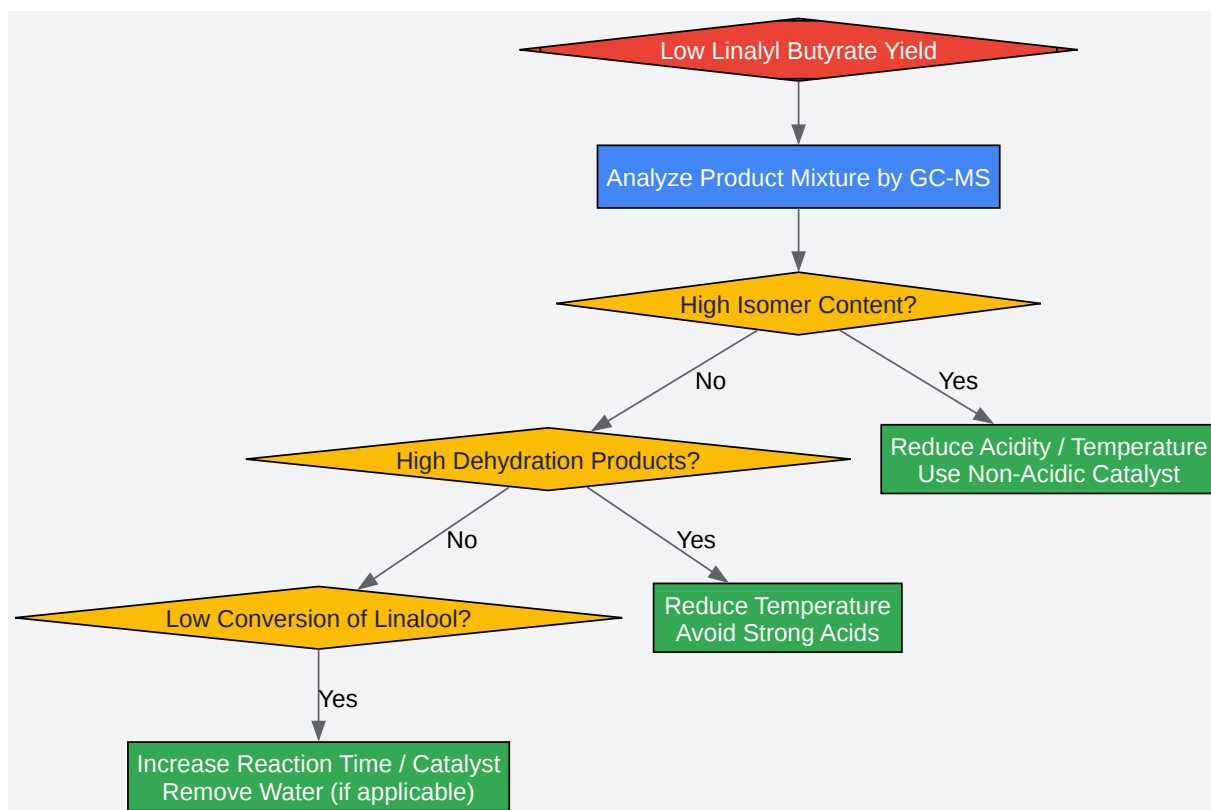 Low Linalyl Butyrate Yield
Analyze Product Mixture by GC-MS
High Isomer Content?
No
Yes
High Dehydration Products?
Reduce Acidity / Temperature
Use Non-Acidic Catalyst
No
Yes
Low Conversion of Linalool?
Reduce Temperature
Avoid Strong Acids
Yes
Increase Reaction Time / Catalyst
Remove Water (if applicable)